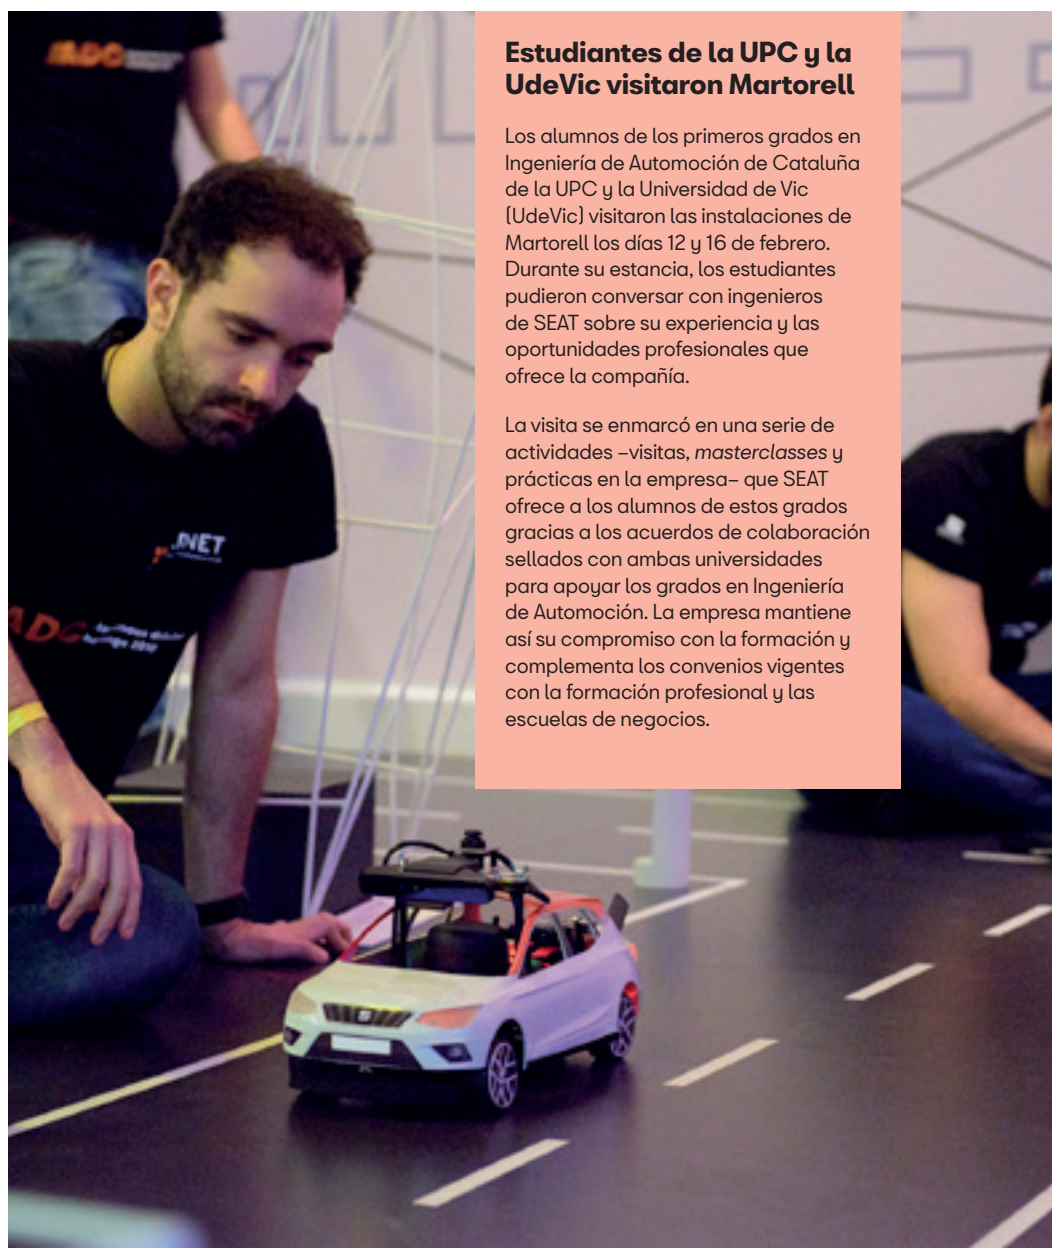 Estudiantes de la UPC y la
UdeVic visitaron Martorell
Los alumnos de los primeros grados en
Ingeniería de Automoción de Cataluña
de la UPC y la Universidad de Vic
(UdeVic) visitaron las instalaciones de
Martorell los días 12 y 16 de febrero.
Durante su estancia, los estudiantes
pudieron conversar con ingenieros
de SEAT sobre su experiencia y las
oportunidades profesionales que
ofrece la compañía.
La visita se enmarcó en una serie de
actividades –visitas, masterclasses y
prácticas en la empresa– que SEAT
ofrece a los alumnos de estos grados
gracias a los acuerdos de colaboración
sellados con ambas universidades
para apoyar los grados en Ingeniería
de Automoción. La empresa mantiene
así su compromiso con la formación y
complementa los convenios vigentes
con la formación profesional y las
escuelas de negocios.
ADC
ADC